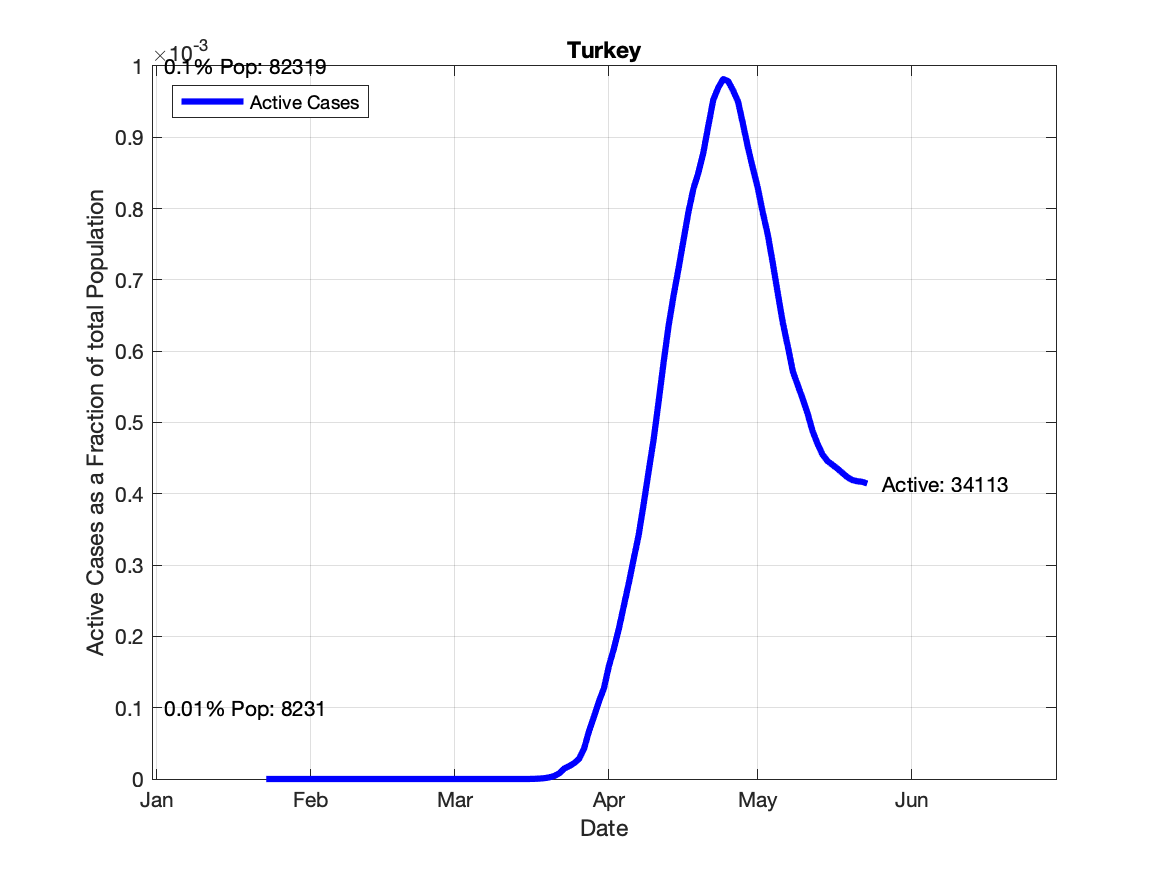 Turkey
×10-3
1
0.1% Pop: 82319
Active Cases
0.9
0.8
0.7
0.6
0.5
0.4
0.3
0.2
0.1
0
Active Cases as a Fraction of total Population
Active: 34113
0.01% Pop: 8231
Jan Feb Mar Apr May Jun
Date